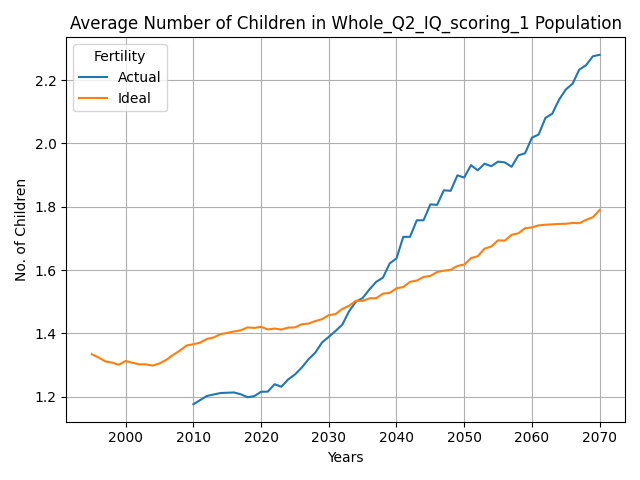 Average Number of Children in Whole_Q2_IQ_scoring_1 Population
Fertility
Actual
Ideal
No. of Children
2.2
2.0
1.8
1.6
1.4
1.2
2000 2010 2020 2030 2040 2050 2060 2070
Years